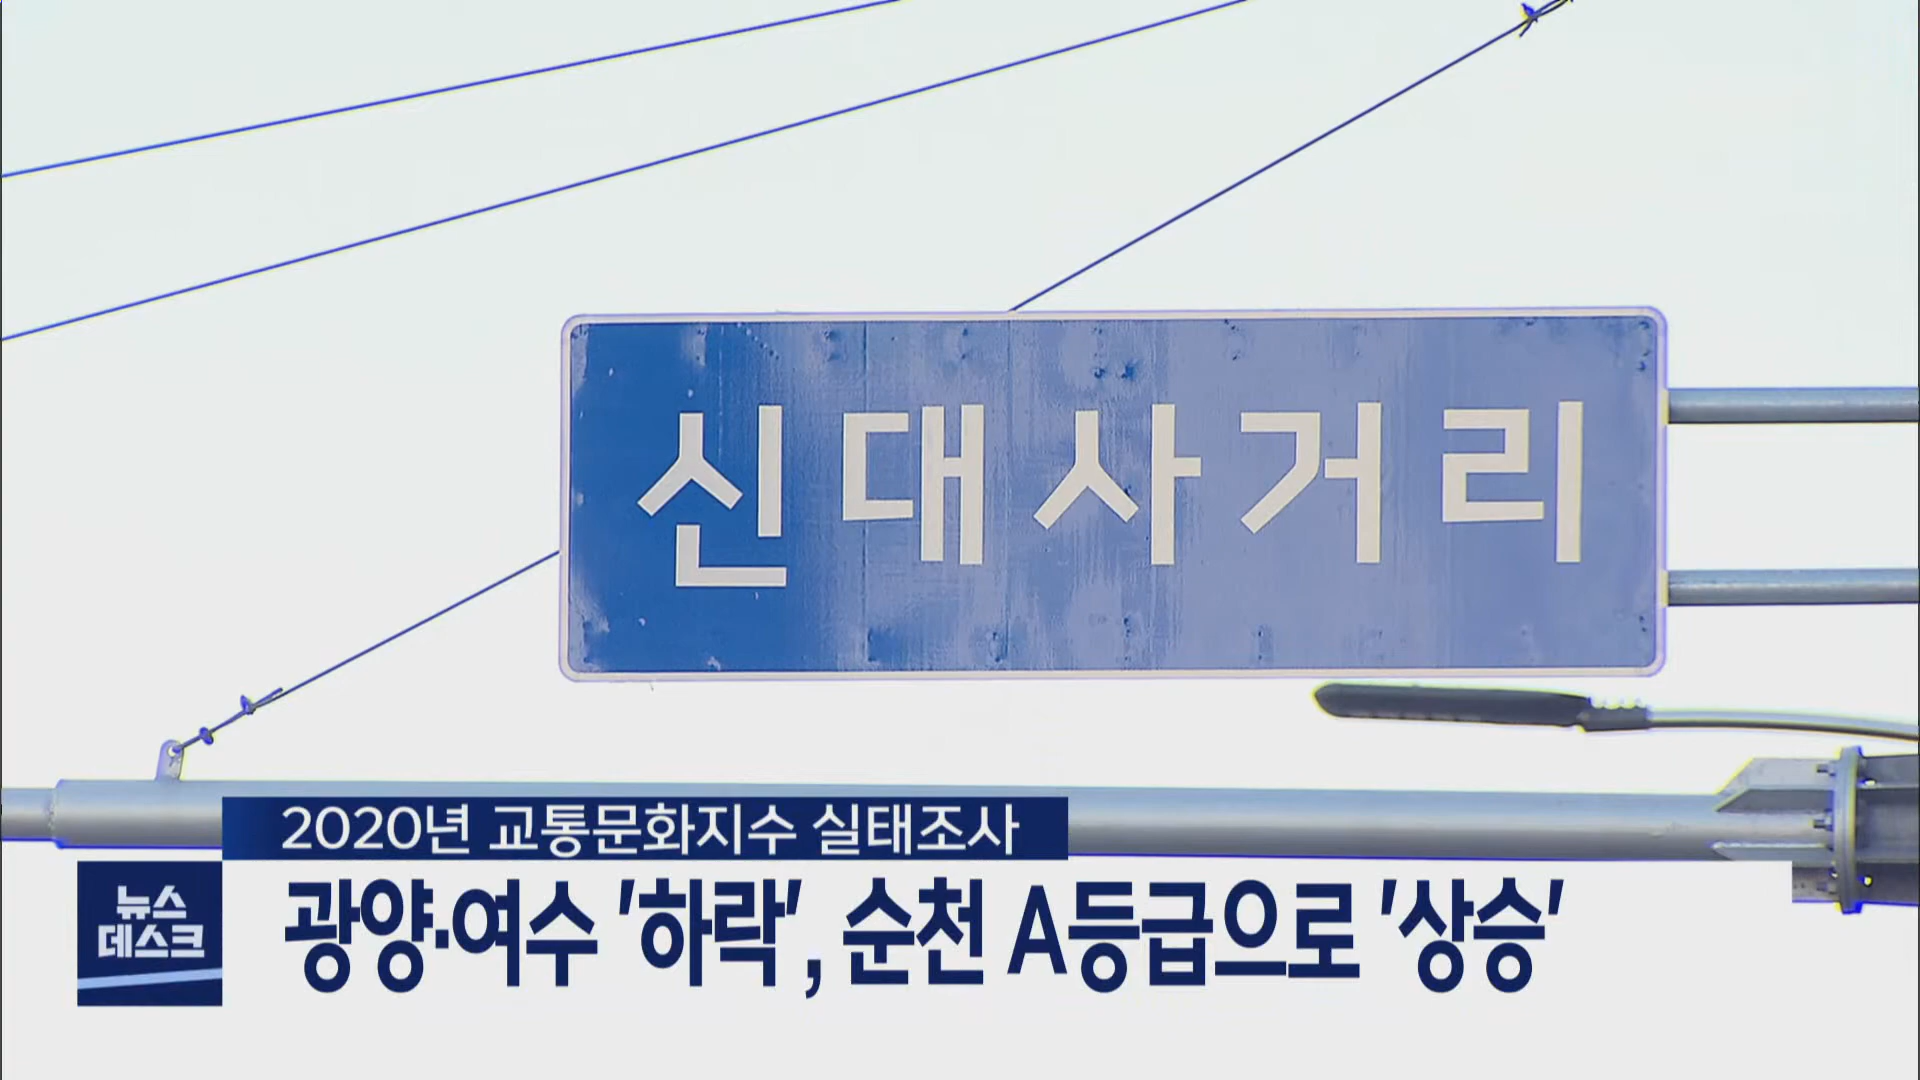 신대사거리
2020년 교통문화지수 실태조사
뉴스
데스크
광양·여수 '하락', 순천 A등급으로 '상승'